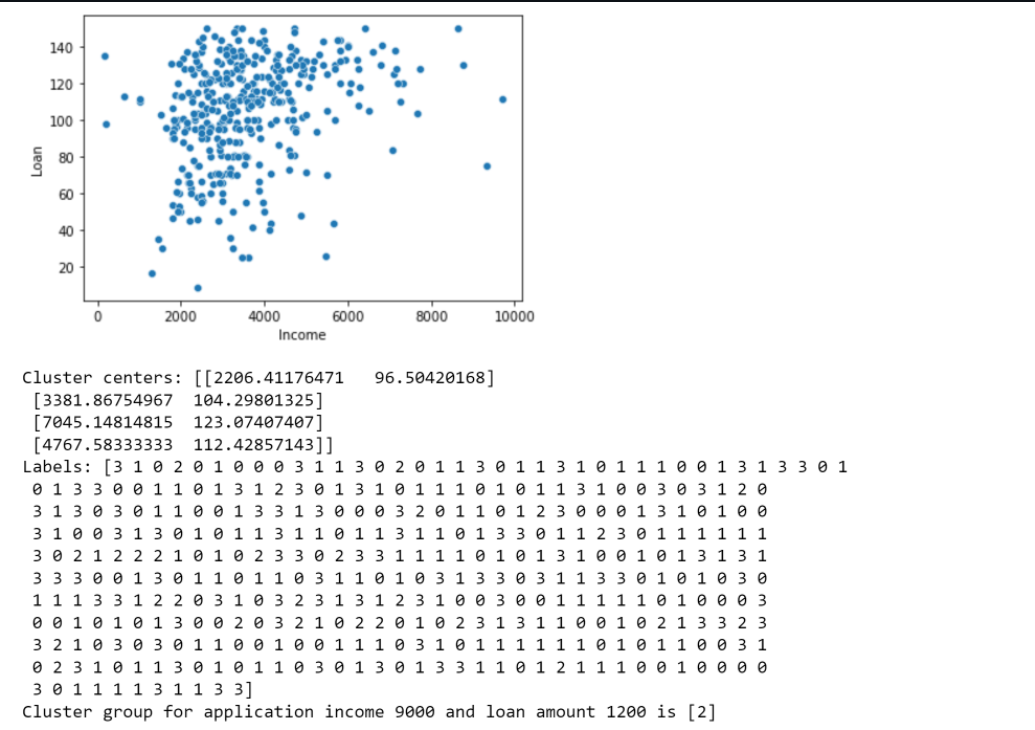 140
120
100
80
60
40
20
Loan
0 2000 4000 6000 8000 10000
Income
Cluster centers: [[2206.41176471 96.50420168]
[3381.86754967 104.29801325]
[7045.14814815 123.07407407]
[4767.58333333 112.42857143]]
Labels: [3 1 0 2 0 1 0 0 0 3 1 1 3 0 2 0 1 1 3 0 1 1 3 1 0 1 1 1 0 0 1 3 1 3 3 0 1
0 1 3 3 0 0 1 1 0 1 3 1 2 3 0 1 3 1 0 1 1 1 0 1 0 1 1 3 1 0 0 3 0 3 1 2 0
3 1 3 0 3 0 1 1 0 0 1 3 3 1 3 0 0 0 3 2 0 1 1 0 1 2 3 0 0 0 1 3 1 0 1 0 0
3 1 0 0 3 1 3 0 1 0 1 1 3 1 1 0 1 1 3 1 1 0 1 3 3 0 1 1 2 3 0 1 1 1 1 1 1
3 0 2 1 2 2 2 1 0 1 0 2 3 3 0 2 3 3 1 1 1 1 0 1 0 1 3 1 0 0 1 0 1 3 1 3 1
3 3 3 0 0 1 3 0 1 1 0 1 1 0 3 1 1 0 1 0 3 1 3 3 0 3 1 1 3 3 0 1 0 1 0 3 0
1 1 1 3 3 1 2 2 0 3 1 0 3 2 3 1 3 1 2 3 1 0 0 3 0 0 1 1 1 1 1 0 1 0 0 0 3
0 0 1 0 1 0 1 3 0 0 2 0 3 2 1 0 2 2 0 1 0 2 3 1 3 1 1 0 0 1 0 2 1 3 3 2 3
3 2 1 0 3 0 3 0 1 1 0 0 1 0 0 1 1 1 0 3 1 0 1 1 1 1 1 1 0 1 0 1 1 0 0 3 1
0 2 3 1 0 1 1 3 0 1 0 1 1 0 3 0 1 3 0 1 3 3 1 1 0 1 2 1 1 1 0 0 1 0 0 0 0
3 0 1 1 1 1 3 1 1 3 3]
Cluster group for application income 9000 and loan amount 1200 is [2]